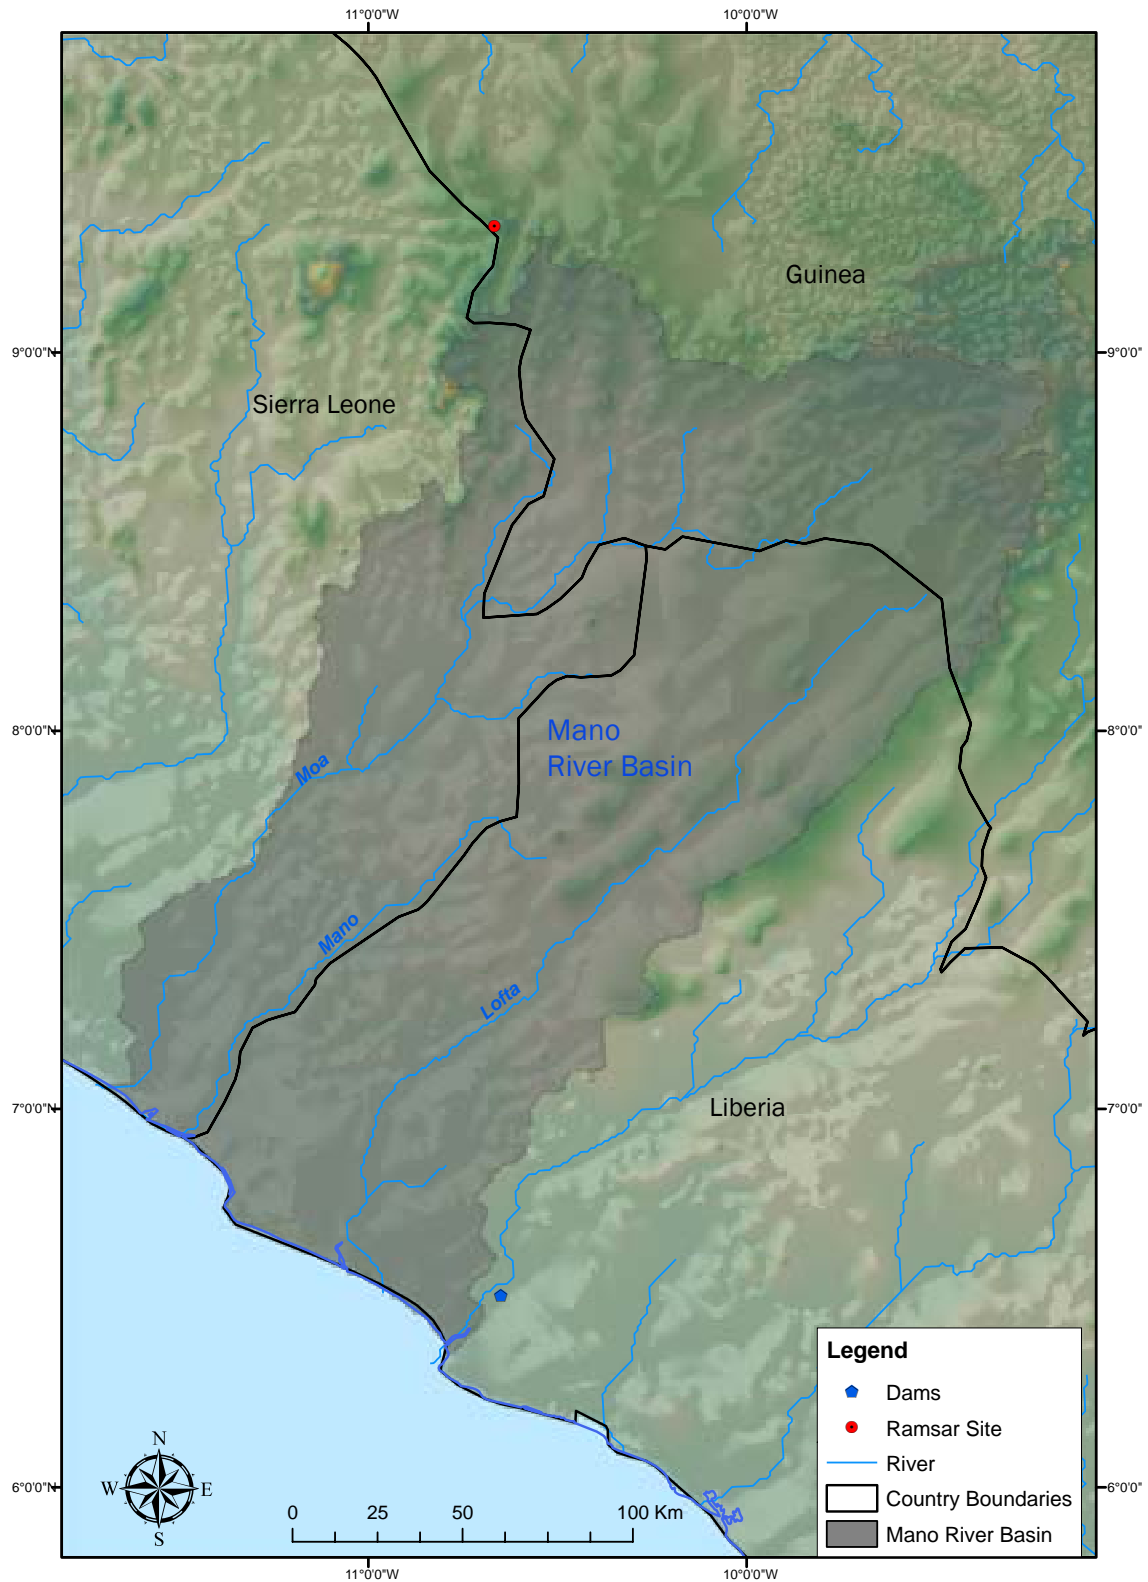 11°0'0"W
10°0'0"W
Guinea
9°0'0"N
9°0'0"
Sierra Leone
8°0'0"N
Mano
River Basin
8°0'0"
Moa
Mano
Lofta
7°0'0"N
Liberia
7°0'0"
Legend
Dams
Ramsar Site
River
Country Boundaries
Mano River Basin
N
W
E
S
6°0'0"N
6°0'0"
0 25 50 100 Km
11°0'0"W
10°0'0"W